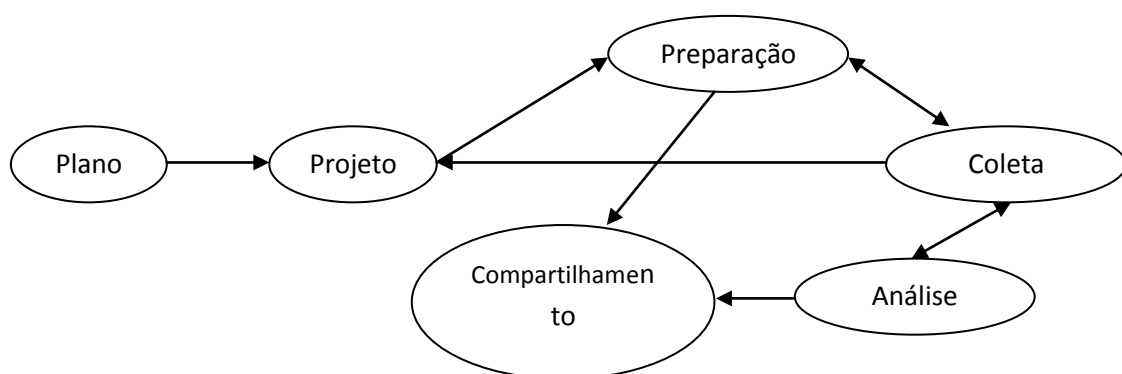 Preparação
Plano
Projeto
Coleta
Compartilhamen
to
Análise